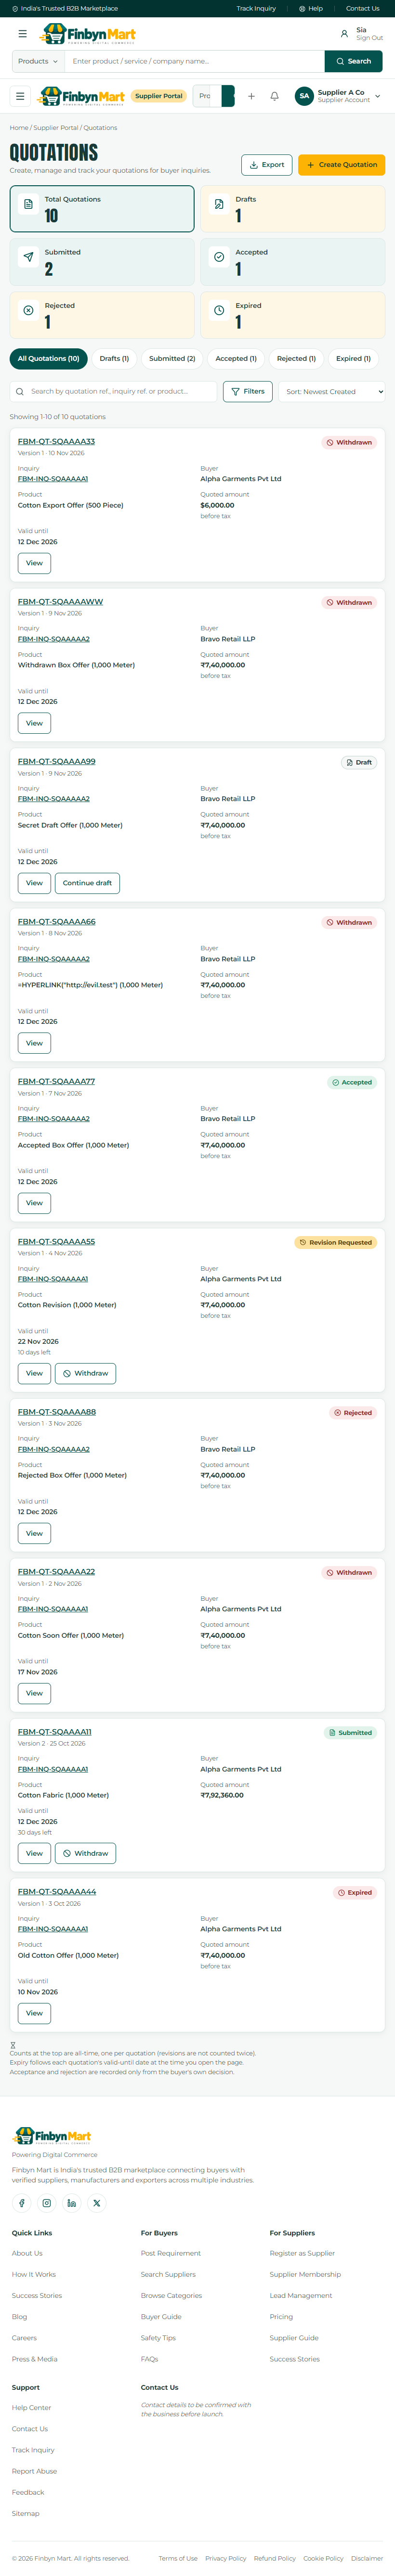 India's Trusted B2B Marketplace
Track Inquiry
Help
Contact Us
FinbynMart
POWERING DIGITAL COMMERCE
Sia
Sign Out
Products
Enter product / service / company name...
Search
FinbynMart
POWERING DIGITAL COMMERCE
Supplier Portal
Pro
SA
Supplier A Co
Supplier Account
Home / Supplier Portal / Quotations
QUOTATIONS
Create, manage and track your quotations for buyer inquiries.
Export
Create Quotation
Total Quotations
10
Drafts
1
Submitted
2
Accepted
1
Rejected
1
Expired
1
All Quotations (10)
Drafts (1)
Submitted (2)
Accepted (1)
Rejected (1)
Expired (1)
Search by quotation ref., inquiry ref. or product...
Filters
Sort: Newest Created
Showing 1-10 of 10 quotations
FBM-QT-SQAAAA33
Withdrawn
Version 1 · 10 Nov 2026
Inquiry
Buyer
FBM-INQ-SQAAAAA1
Alpha Garments Pvt Ltd
Product
Quoted amount
Cotton Export Offer (500 Piece)
$6,000.00
before tax
Valid until
12 Dec 2026
View
FBM-QT-SQAAAAWW
Withdrawn
Version 1 · 9 Nov 2026
Inquiry
Buyer
FBM-INQ-SQAAAAA2
Bravo Retail LLP
Product
Quoted amount
Withdrawn Box Offer (1,000 Meter)
₹7,40,000.00
before tax
Valid until
12 Dec 2026
View
FBM-QT-SQAAAA99
Draft
Version 1 · 9 Nov 2026
Inquiry
Buyer
FBM-INQ-SQAAAAA2
Bravo Retail LLP
Product
Quoted amount
Secret Draft Offer (1,000 Meter)
₹7,40,000.00
before tax
Valid until
12 Dec 2026
View
Continue draft
FBM-QT-SQAAAA66
Withdrawn
Version 1 · 8 Nov 2026
Inquiry
Buyer
FBM-INQ-SQAAAAA2
Bravo Retail LLP
Product
Quoted amount
=HYPERLINK("http://evil.test") (1,000 Meter)
₹7,40,000.00
before tax
Valid until
12 Dec 2026
View
FBM-QT-SQAAAA77
Accepted
Version 1 · 7 Nov 2026
Inquiry
Buyer
FBM-INQ-SQAAAAA2
Bravo Retail LLP
Product
Quoted amount
Accepted Box Offer (1,000 Meter)
₹7,40,000.00
before tax
Valid until
12 Dec 2026
View
FBM-QT-SQAAAA55
Revision Requested
Version 1 · 4 Nov 2026
Inquiry
Buyer
FBM-INQ-SQAAAAA1
Alpha Garments Pvt Ltd
Product
Quoted amount
Cotton Revision (1,000 Meter)
₹7,40,000.00
before tax
Valid until
22 Nov 2026
10 days left
View
Withdraw
FBM-QT-SQAAAA88
Rejected
Version 1 · 3 Nov 2026
Inquiry
Buyer
FBM-INQ-SQAAAAA2
Bravo Retail LLP
Product
Quoted amount
Rejected Box Offer (1,000 Meter)
₹7,40,000.00
before tax
Valid until
12 Dec 2026
View
FBM-QT-SQAAAA22
Withdrawn
Version 1 · 2 Nov 2026
Inquiry
Buyer
FBM-INQ-SQAAAAA1
Alpha Garments Pvt Ltd
Product
Quoted amount
Cotton Soon Offer (1,000 Meter)
₹7,40,000.00
before tax
Valid until
17 Nov 2026
View
FBM-QT-SQAAAA11
Submitted
Version 2 · 25 Oct 2026
Inquiry
Buyer
FBM-INQ-SQAAAAA1
Alpha Garments Pvt Ltd
Product
Quoted amount
Cotton Fabric (1,000 Meter)
₹7,92,360.00
Valid until
12 Dec 2026
30 days left
View
Withdraw
FBM-QT-SQAAAA44
Expired
Version 1 · 3 Oct 2026
Inquiry
Buyer
FBM-INQ-SQAAAAA1
Alpha Garments Pvt Ltd
Product
Quoted amount
Old Cotton Offer (1,000 Meter)
₹7,40,000.00
before tax
Valid until
10 Nov 2026
View
Counts at the top are all-time, one per quotation (revisions are not counted twice).
Expiry follows each quotation's valid-until date at the time you open the page.
Acceptance and rejection are recorded only from the buyer's own decision.
FinbynMart
POWERING DIGITAL COMMERCE
Powering Digital Commerce
Finbyn Mart is India's trusted B2B marketplace connecting buyers with
verified suppliers, manufacturers and exporters across multiple industries.
Quick Links
For Buyers
For Suppliers
About Us
Post Requirement
Register as Supplier
How It Works
Search Suppliers
Supplier Membership
Success Stories
Browse Categories
Lead Management
Blog
Buyer Guide
Pricing
Careers
Safety Tips
Supplier Guide
Press & Media
FAQs
Success Stories
Support
Contact Us
Help Center
Contact details to be confirmed with
the business before launch.
Contact Us
Track Inquiry
Report Abuse
Feedback
Sitemap
© 2026 Finbyn Mart. All rights reserved.
Terms of Use
Privacy Policy
Refund Policy
Cookie Policy
Disclaimer